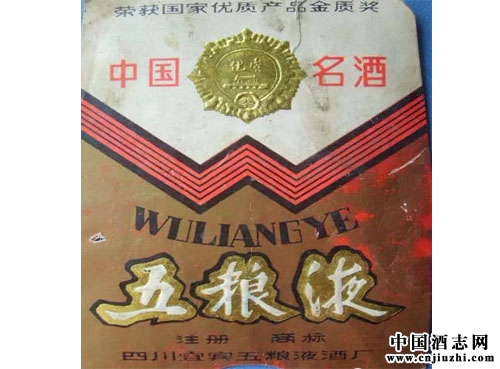 荣获国家优质产品金质奖
中国 名酒
WULIANGYE
五粮液
注册 商标
四川宜宾五粮液酒厂
中国酒志网
www.cnjiuzhi.com